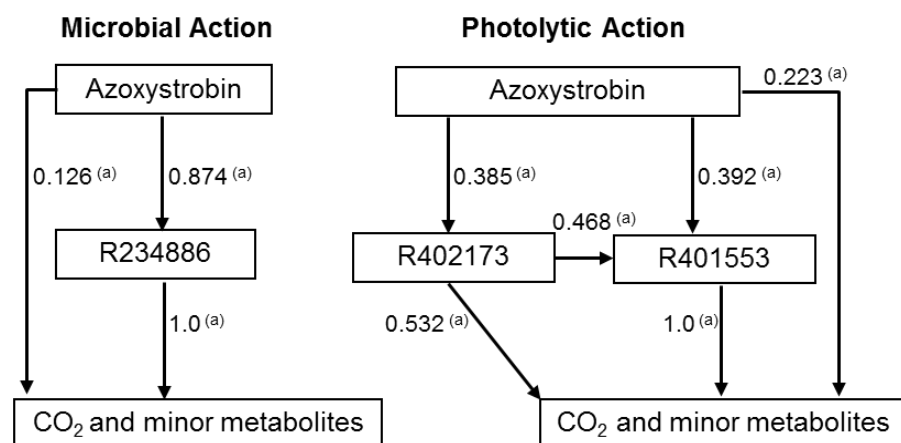 Microbial Action
Photolytic Action
Azoxystrobin
Azoxystrobin
0.223 (a)
0.126 (a)
0.874 (a)
0.385 (a)
0.392 (a)
0.468 (a)
R234886
R402173
R401553
1.0 (a)
0.532 (a)
1.0 (a)
CO2 and minor metabolites
CO2 and minor metabolites